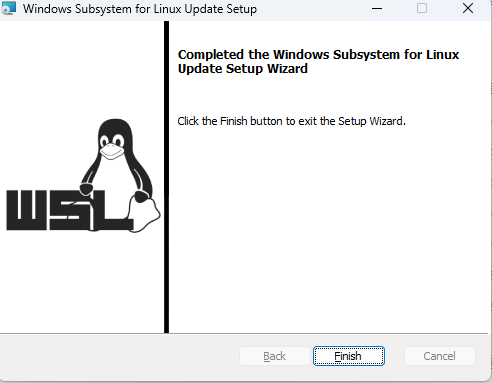 Windows Subsystem for Linux Update Setup
Completed the Windows Subsystem for Linux
Update Setup Wizard
Click the Finish button to exit the Setup Wizard.
WSL
Back
Finish
Cancel